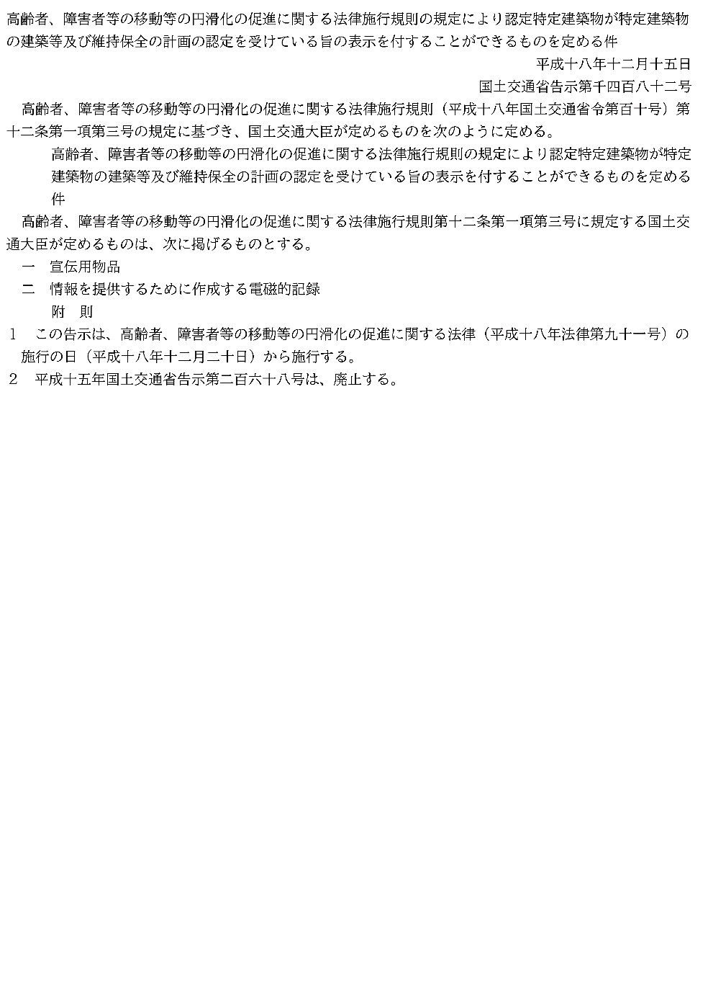 高齢者、障害者等の移動等の円滑化の促進に関する法律施行規則の規定により認定特定建築物が特定建築物
の建築等及び維持保全の計画の認定を受けている旨の表示を付することができるものを定める件
平成十八年十二月十五日
国土交通省告示第千四百八十二号
高齢者、障害者等の移動等の円滑化の促進に関する法律施行規則（平成十八年国土交通省令第百十号）第
十二条第一項第三号の規定に基づき、国土交通大臣が定めるものを次のように定める。
高齢者、障害者等の移動等の円滑化の促進に関する法律施行規則の規定により認定特定建築物が特定
建築物の建築等及び維持保全の計画の認定を受けている旨の表示を付することができるものを定める
件
高齢者、障害者等の移動等の円滑化の促進に関する法律施行規則第十二条第一項第三号に規定する国土交
通大臣が定めるものは、次に掲げるものとする。
一　宣伝用物品
二　情報を提供するために作成する電磁的記録
附　則
１　この告示は、高齢者、障害者等の移動等の円滑化の促進に関する法律（平成十八年法律第九十一号）の
施行の日（平成十八年十二月二十日）から施行する。
２　平成十五年国土交通省告示第二百六十八号は、廃止する。